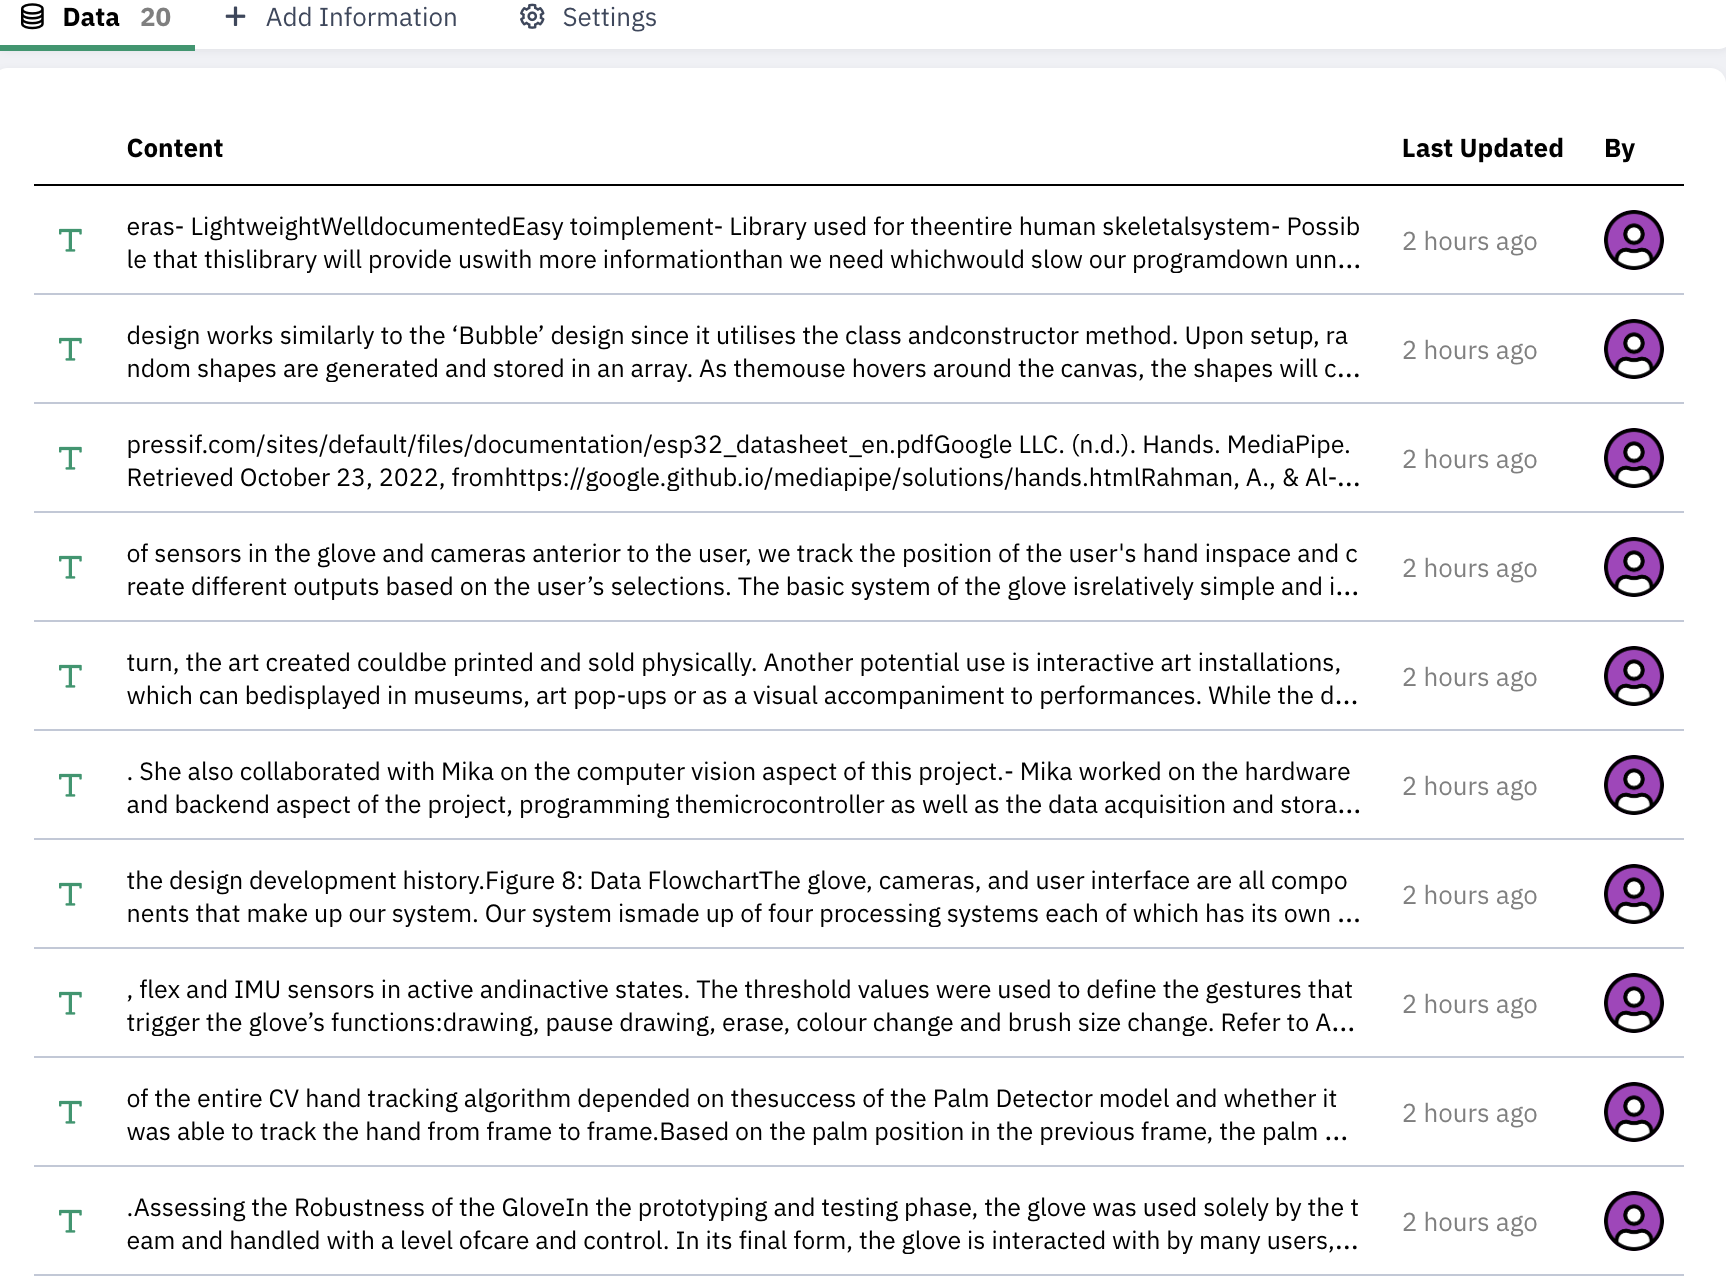 Data 20 Add Information Settings
Content Last Updated By
eras- LightweightWelldocumentedEasy toimplement- Library used for theentire human skeletalsystem- Possib
le that thislibrary will provide uswith more informationthan we need whichwould slow our programdown unn...
2 hours ago
design works similarly to the ‘Bubble’ design since it utilises the class andconstructor method. Upon setup, ra
ndom shapes are generated and stored in an array. As themouse hovers around the canvas, the shapes will c...
2 hours ago
pressif.com/sites/default/files/documentation/esp32_datasheet_en.pdfGoogle LLC. (n.d.). Hands. MediaPipe.
Retrieved October 23, 2022, fromhttps://google.github.io/mediapipe/solutions/hands.htmlRahman, A., & Al-...
2 hours ago
of sensors in the glove and cameras anterior to the user, we track the position of the user's hand inspace and c
reate different outputs based on the user’s selections. The basic system of the glove isrelatively simple and i...
2 hours ago
turn, the art created couldbe printed and sold physically. Another potential use is interactive art installations,
which can bedisplayed in museums, art pop-ups or as a visual accompaniment to performances. While the d...
2 hours ago
. She also collaborated with Mika on the computer vision aspect of this project.- Mika worked on the hardware
and backend aspect of the project, programming themicrocontroller as well as the data acquisition and stora...
2 hours ago
the design development history.Figure 8: Data FlowchartThe glove, cameras, and user interface are all compo
nents that make up our system. Our system ismade up of four processing systems each of which has its own ...
2 hours ago
, flex and IMU sensors in active andinactive states. The threshold values were used to define the gestures that
trigger the glove’s functions:drawing, pause drawing, erase, colour change and brush size change. Refer to A...
2 hours ago
of the entire CV hand tracking algorithm depended on thesuccess of the Palm Detector model and whether it
was able to track the hand from frame to frame.Based on the palm position in the previous frame, the palm ...
2 hours ago
.Assessing the Robustness of the GloveIn the prototyping and testing phase, the glove was used solely by the t
eam and handled with a level ofcare and control. In its final form, the glove is interacted with by many users,...
2 hours ago